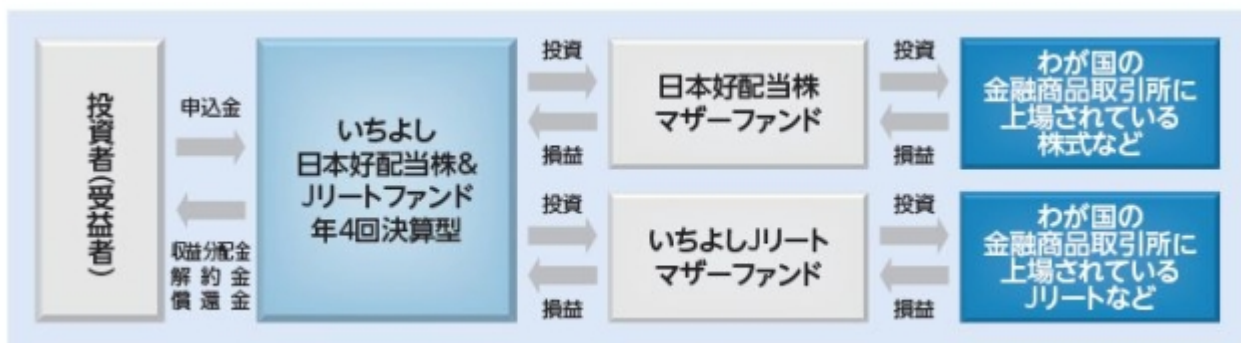 投資者(受益者)
申込金
収益分配金
解約金
償還金
いちよし
日本好配当株&
Jリートファンド
年4回決算型
投資
損益
日本好配当株
マザーファンド
投資
損益
わが国の
金融商品取引所に
上場されている
株式など
投資
損益
いちよしJリート
マザーファンド
投資
損益
わが国の
金融商品取引所に
上場されている
Jリートなど